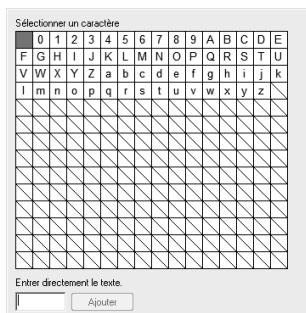 Sélectionner un caractère
0 1 2 3 4 5 6 7 8 9 A B C D E
F G H I J K L M N O P Q R S T U
V W X Y Z a b c d e f g h i j k
l m n o p q r s t u v w x y z
Entrer directement le texte.
Ajouter